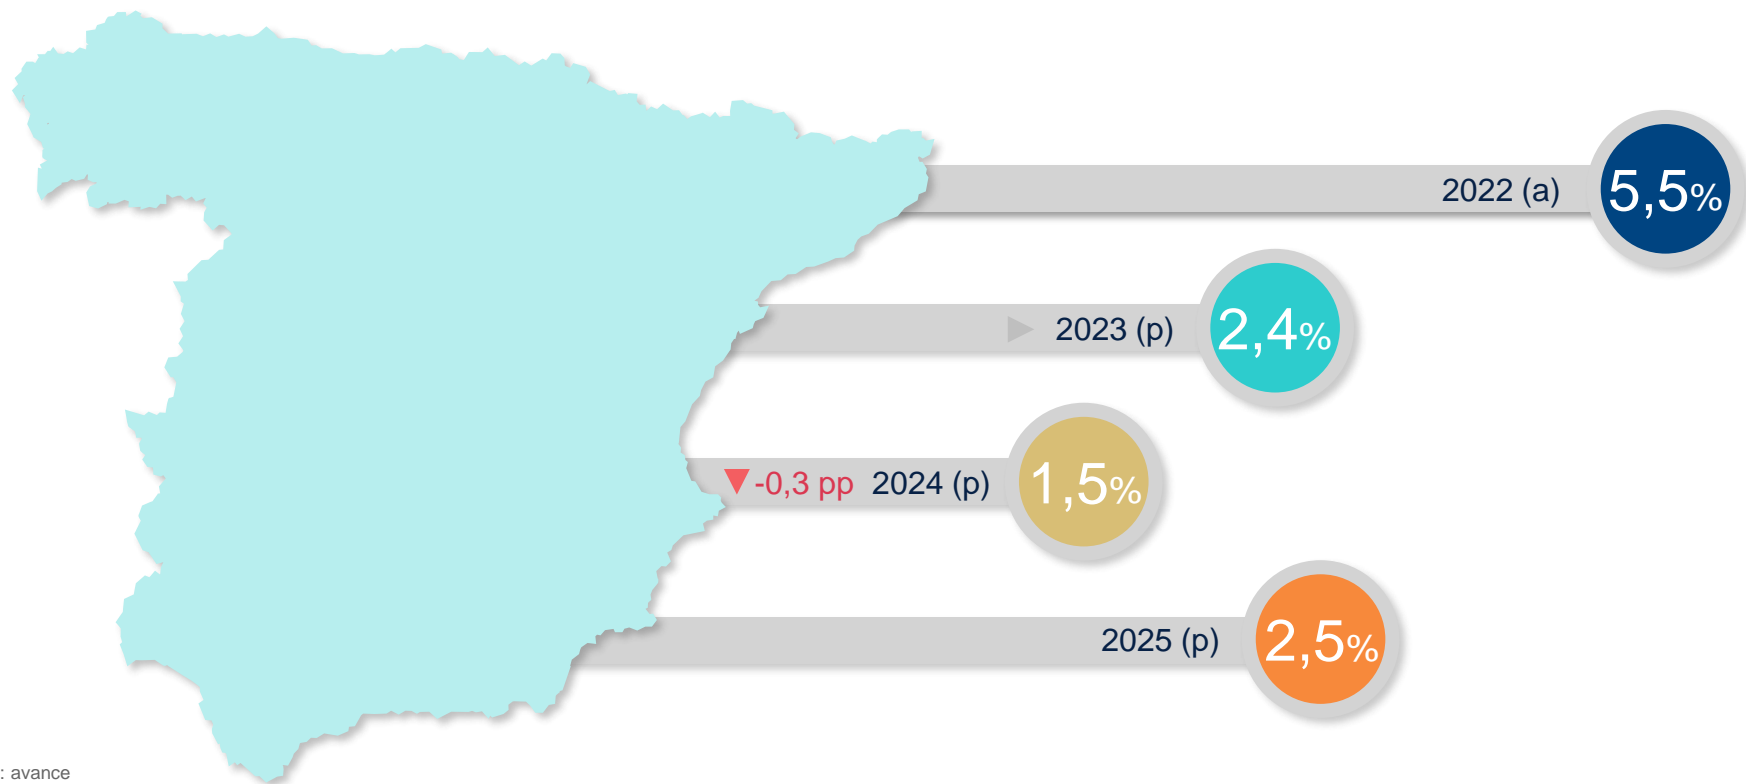 2022 (a) 5,5%
2023 (p) 2,4%
-0,3 pp 2024 (p) 1,5%
2025 (p) 2,5%
: avance